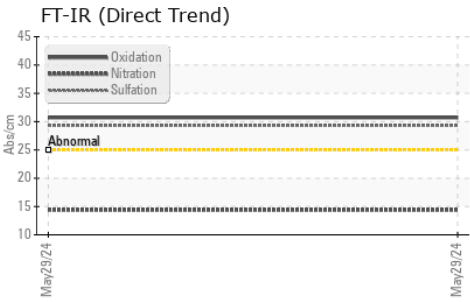 FT-IR (Direct Trend)
45
40
35
30
25
20
15
10
Abs/cm
Oxidation
Nitration
Sulfation
Abnormal
May29/24
May29/24